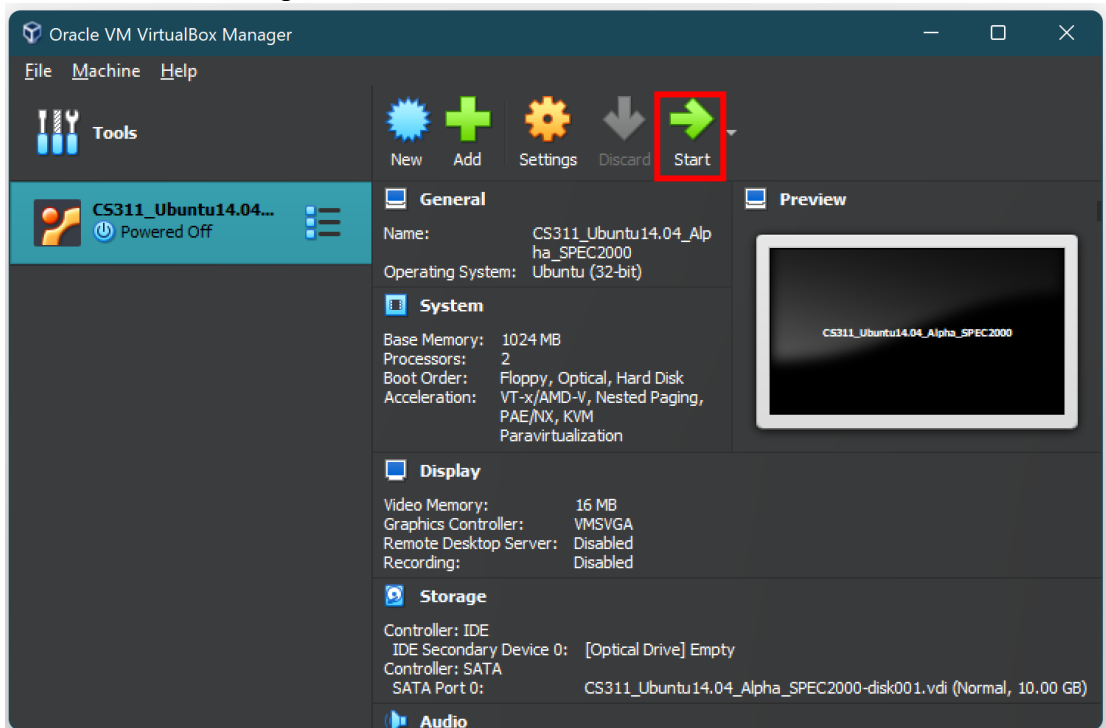 Oracle VM VirtualBox Manager
File Machine Help
Tools
New Add Settings Discard Start
CS311_Ubuntu14.04...
Powered Off
General
Name: CS311_Ubuntu14.04_Alp
ha_SPEC2000
Operating System: Ubuntu (32-bit)
Preview
CS311_Ubuntu14.04_Alpha_SPEC2000
System
Base Memory: 1024 MB
Processors: 2
Boot Order: Floppy, Optical, Hard Disk
Acceleration: VT-x/AMD-V, Nested Paging,
PAE/NX, KVM
Paravirtualization
Display
Video Memory: 16 MB
Graphics Controller: VMSVGA
Remote Desktop Server: Disabled
Recording: Disabled
Storage
Controller: IDE
IDE Secondary Device 0: [Optical Drive] Empty
Controller: SATA
SATA Port 0: CS311_Ubuntu14.04_Alpha_SPEC2000-disk001.vdi (Normal, 10.00 GB)
Audio